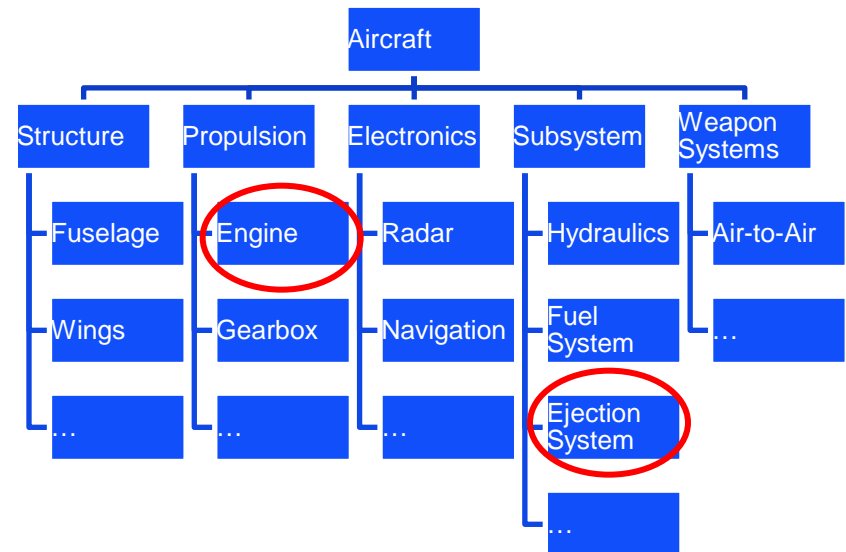 Aircraft
Structure
Propulsion
Electronics
Subsystem
Weapon
Systems
Fuselage
Engine
Radar
Hydraulics
Air-to-Air
Wings
Gearbox
Navigation
Fuel
System
…
…
…
…
Ejection
System
…